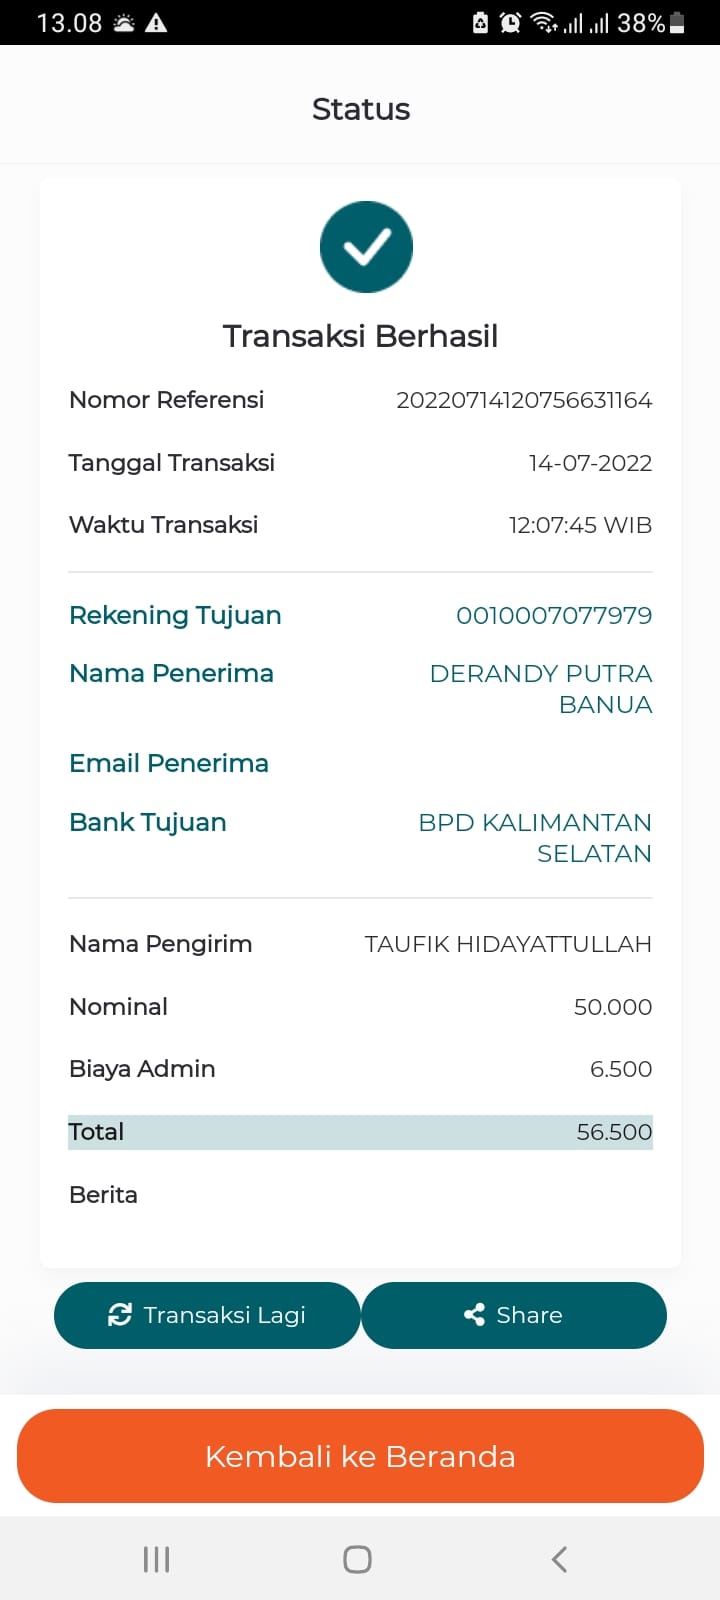 13.08 38%
Status
Transaksi Berhasil
Nomor Referensi 20220714120756631164
Tanggal Transaksi 14-07-2022
Waktu Transaksi 12:07:45 WIB
Rekening Tujuan 0010007077979
Nama Penerima DERANDY PUTRA
BANUA
Email Penerima
Bank Tujuan BPD KALIMANTAN
SELATAN
Nama Pengirim TAUFIK HIDAYATTULLAH
Nominal 50.000
Biaya Admin 6.500
Total 56.500
Berita
Transaksi Lagi Share
Kembali ke Beranda